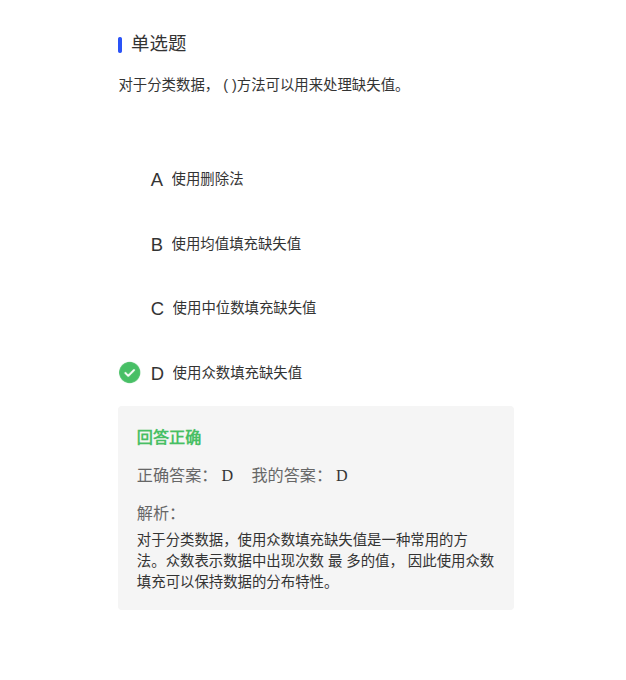 单选题
对于分类数据， ( )方法可以用来处理缺失值。
A 使用删除法
B 使用均值填充缺失值
C 使用中位数填充缺失值
D 使用众数填充缺失值
回答正确
正确答案： D 我的答案： D
解析：
对于分类数据，使用众数填充缺失值是一种常用的方
法。众数表示数据中出现次数 最 多的值， 因此使用众数
填充可以保持数据的分布特性。